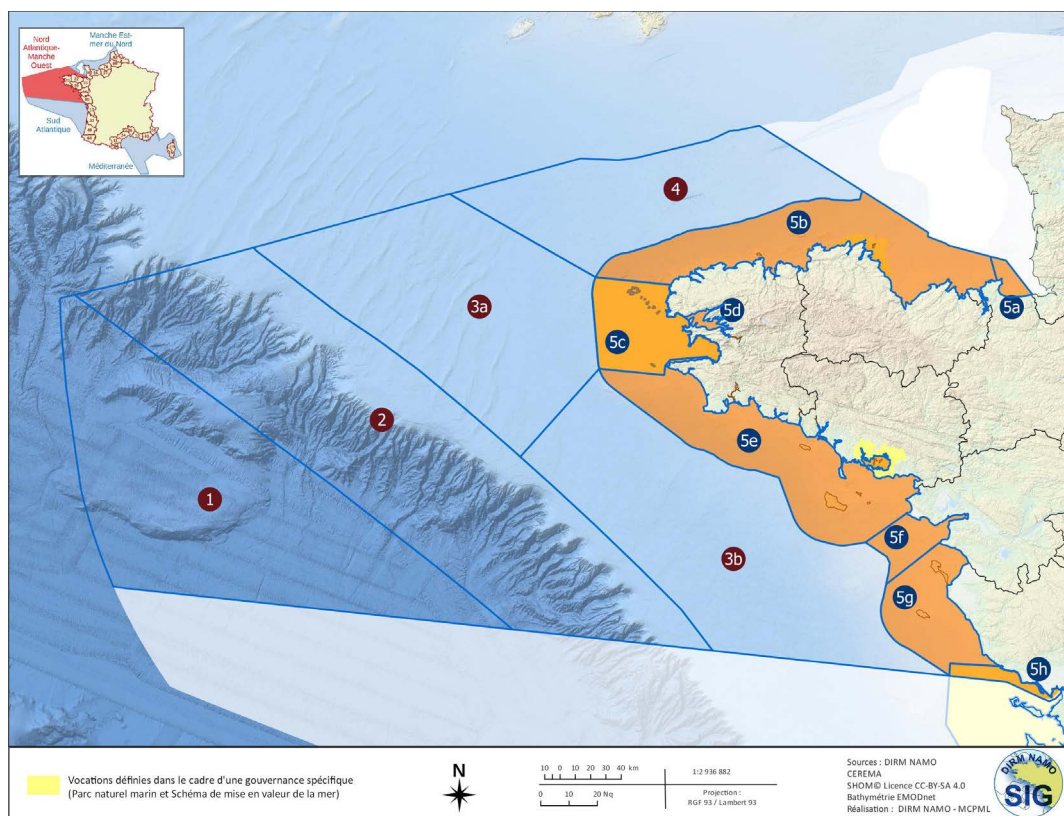 Manche Est-
mer du Nord
Nord
Atlantique-
Manche
Ouest
Sud
Atlantique
Méditerranée
4
5b
3a
5d
5a
5c
2
5e
1
5f
3b
5g
5h
Vocations définies dans le cadre d'une gouvernance spécifique
(Parc naturel marin et Schéma de mise en valeur de la mer)
N
10 0 10 20 30 40 km
0 10 20 Nq
1:2 936 882
Projection :
RGF 93 / Lambert 93
Sources : DIRM NAMO
CEREMA
SHOM© Licence CC-BY-SA 4.0
Bathymétrie EMODnet
Réalisation : DIRM NAMO - MCPML
DIRM NAMO
SIG